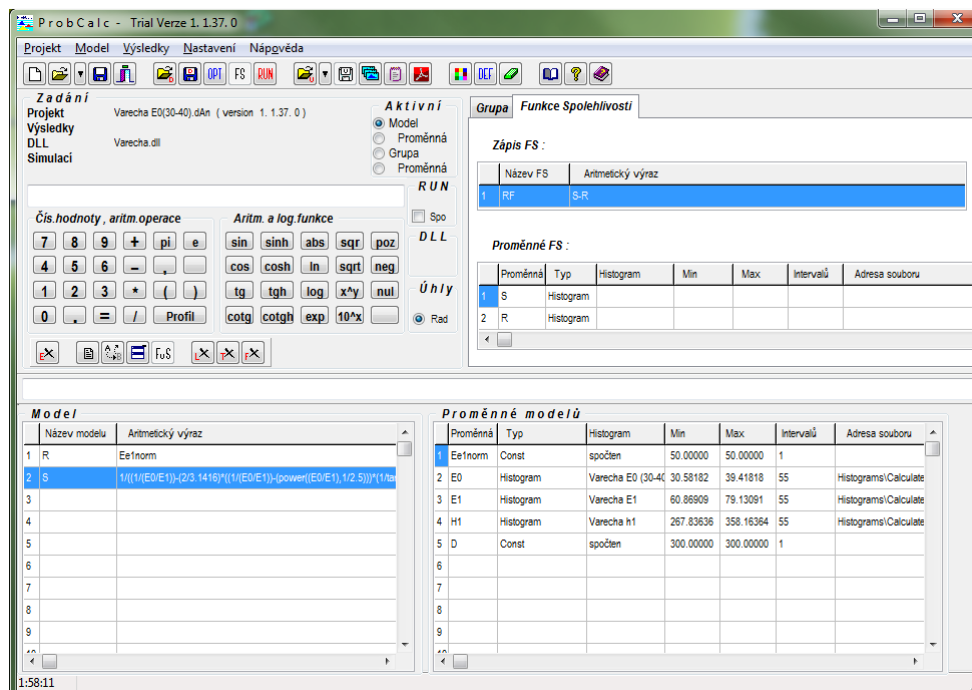 ProbCalc - Trial Verze 1. 1.37. 0
Projekt Model Výsledky Nastavení Nápověda
OPT FS RUN DEF
Zadání
Projekt Varecha E0(30-40).dAn ( version 1. 1.37. 0 )
Výsledky
DLL Varecha.dll
Simulací
Aktivní
Model
Proměnná
Grupa
Proměnná
RUN
Spo
DLL
Úhly
Rad
Čís.hodnoty , aritm.operace
7 8 9 + pi e
4 5 6 - ,
1 2 3 * ( )
0 . = / Profil
Aritm. a log.funkce
sin sinh abs sqr poz
cos cosh ln sqrt neg
tg tgh log x^y nul
cotg cotgh exp 10^x
EX FuS LX TX FX
Grupa Funkce Spolehlivosti
Zápis FS :
Název FS Aritmetický výraz
1 RF S-R
Proměnné FS :
Proměnná Typ Histogram Min Max Intervalů Adresa souboru
1 S Histogram
2 R Histogram
Model
Název modelu Aritmetický výraz
1 R Ee1norm
2 S 1/((1/(E0/E1))-(2/3.1416)*((1/(E0/E1))-(power((E0/E1),1/2.5)))*(1/tar
3
4
5
6
7
8
9
10
Proměnné modelů
Proměnná Typ Histogram Min Max Intervalů Adresa souboru
1 Ee1norm Const spočten 50.00000 50.00000 1
2 E0 Histogram Varecha E0 (30-40 30.58182 39.41818 55 Histograms\Calculate
3 E1 Histogram Varecha E1 60.86909 79.13091 55 Histograms\Calculate
4 H1 Histogram Varecha h1 267.83636 358.16364 55 Histograms\Calculate
5 D Const spočten 300.00000 300.00000 1
6
7
8
9
10
1:58:11